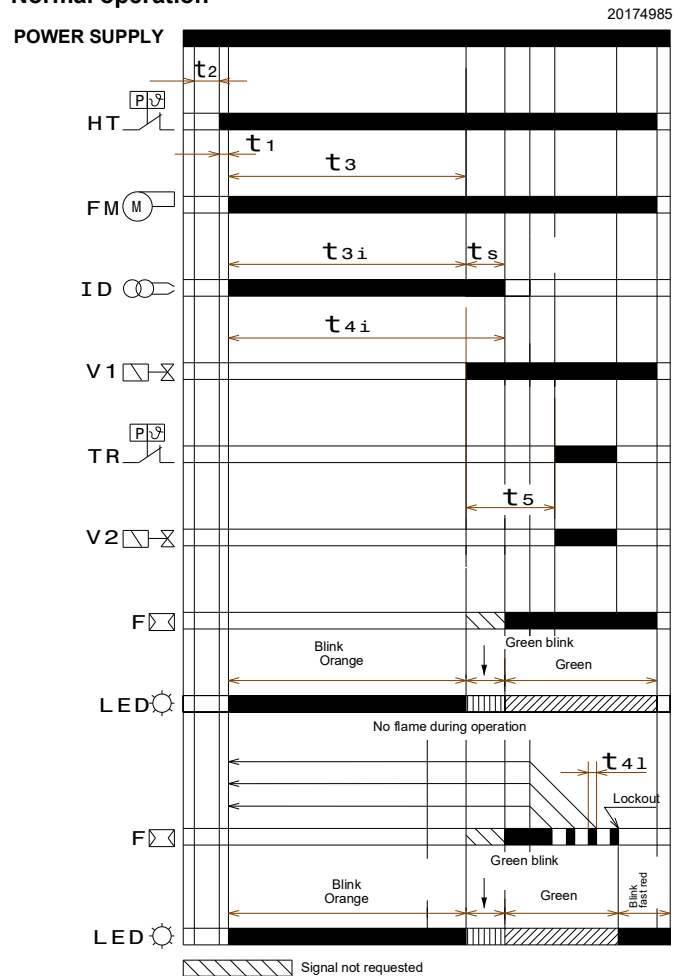 Normal operation
20174985
POWER SUPPLY
t2
P ϑ
HT
t1
t3
FM M
t3i ts
ID
t4i
V1
P ϑ
TR
t5
V2
F
Blink
Orange
Green blink
Green
LED
No flame during operation
t4l
Lockout
F
Green blink
Blink
Orange
Green
Blink
fast red
LED
Signal not requested